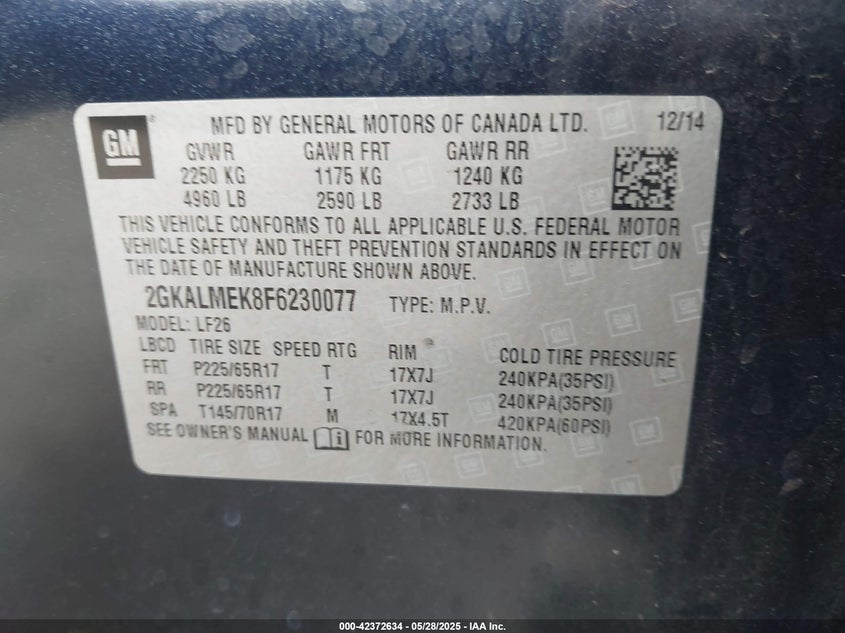 GM ® MFD BY GENERAL MOTORS OF CANADA LTD. 12/14
GVWR GAWR FRT GAWR RR
2250 KG 1175 KG 1240 KG
4960 LB 2590 LB 2733 LB
THIS VEHICLE CONFORMS TO ALL APPLICABLE U.S. FEDERAL MOTOR
VEHICLE SAFETY AND THEFT PREVENTION STANDARDS IN EFFECT ON
THE DATE OF MANUFACTURE SHOWN ABOVE.
2GKALMEK8F6230077 TYPE: M.P.V.
MODEL: LF26
LBCD TIRE SIZE SPEED RTG RIM COLD TIRE PRESSURE
FRT P225/65R17 T 17X7J 240KPA(35PSI)
RR P225/65R17 T 17X7J 240KPA(35PSI)
SPA T145/70R17 M 17X4.5T 420KPA(60PSI)
SEE OWNER'S MANUAL i FOR MORE INFORMATION.
000-42372634 - 05/28/2025 - IAA Inc.